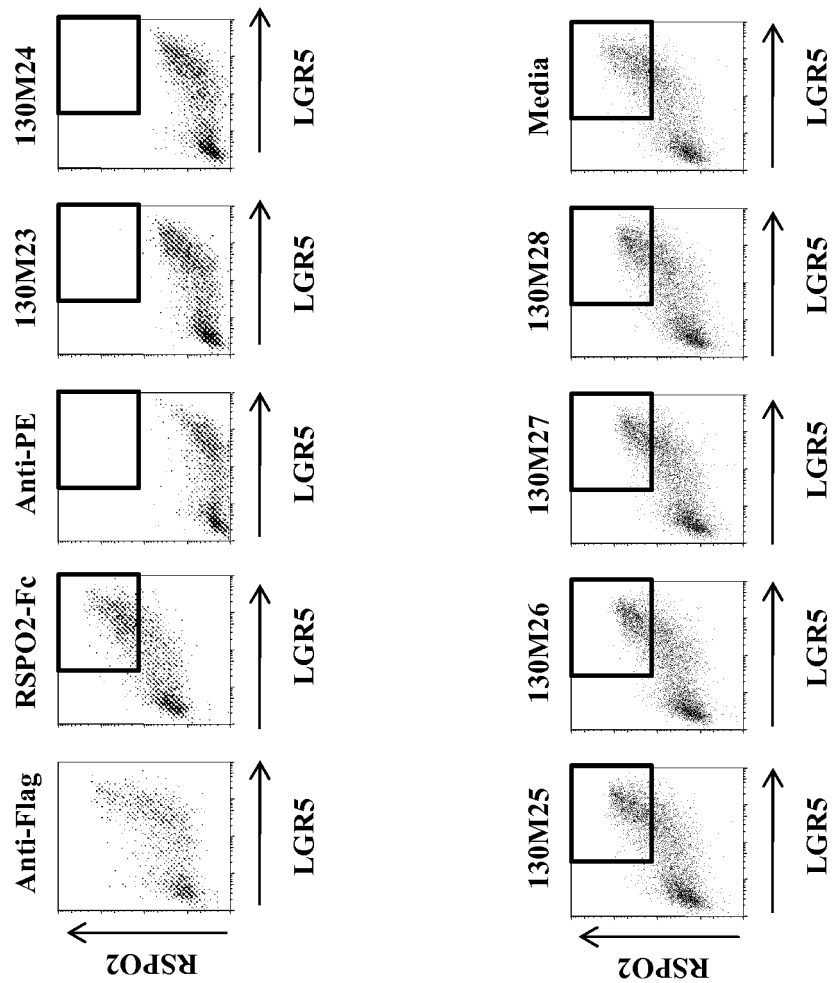 Anti-Flag
RSPO2-Fc
Anti-PE
130M23
130M24
RSPO2
LGR5
LGR5
LGR5
LGR5
LGR5
130M25
130M26
130M27
130M28
Media
RSPO2
LGR5
LGR5
LGR5
LGR5
LGR5